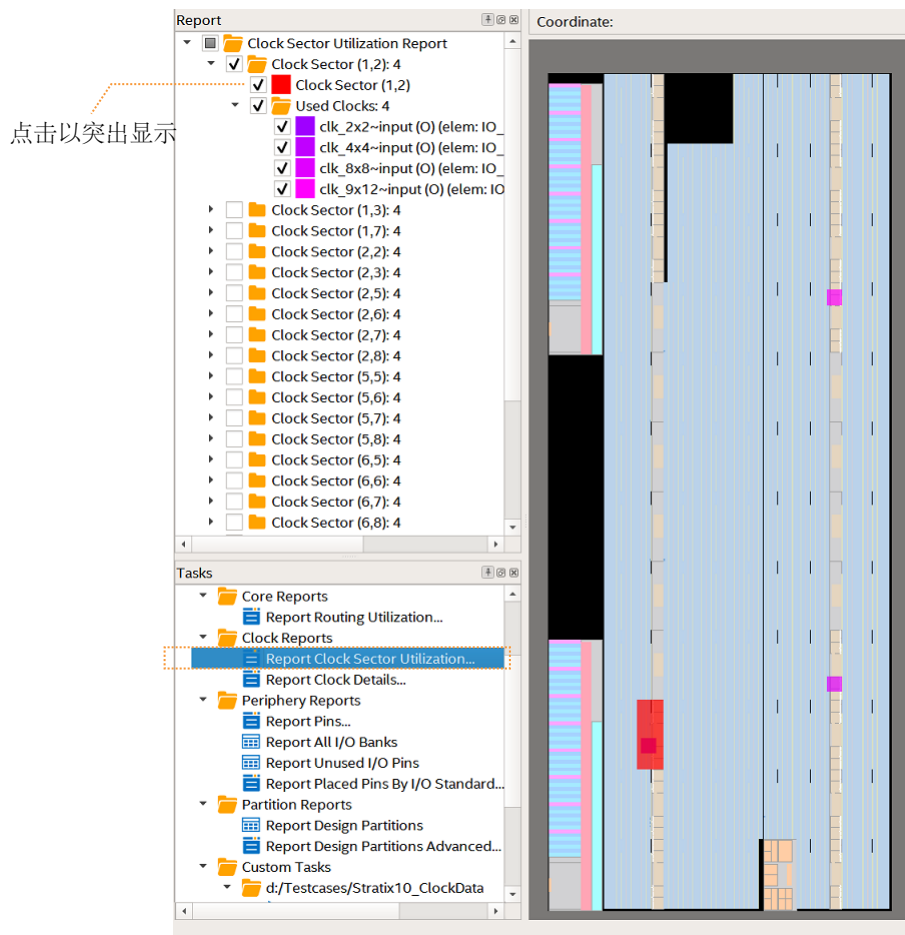 Report
Coordinate:
Clock Sector Utilization Report
Clock Sector (1,2): 4
Clock Sector (1,2)
Used Clocks: 4
点击以突出显示
clk_2x2~input (O) (elem: IO_
clk_4x4~input (O) (elem: IO_
clk_8x8~input (O) (elem: IO_
clk_9x12~input (O) (elem: IO
Clock Sector (1,3): 4
Clock Sector (1,7): 4
Clock Sector (2,2): 4
Clock Sector (2,3): 4
Clock Sector (2,5): 4
Clock Sector (2,6): 4
Clock Sector (2,7): 4
Clock Sector (2,8): 4
Clock Sector (5,5): 4
Clock Sector (5,6): 4
Clock Sector (5,7): 4
Clock Sector (5,8): 4
Clock Sector (6,5): 4
Clock Sector (6,6): 4
Clock Sector (6,7): 4
Clock Sector (6,8): 4
Tasks
Core Reports
Report Routing Utilization...
Clock Reports
Report Clock Sector Utilization...
Report Clock Details...
Periphery Reports
Report Pins...
Report All I/O Banks
Report Unused I/O Pins
Report Placed Pins By I/O Standard...
Partition Reports
Report Design Partitions
Report Design Partitions Advanced...
Custom Tasks
d:/Testcases/Stratix10_ClockData